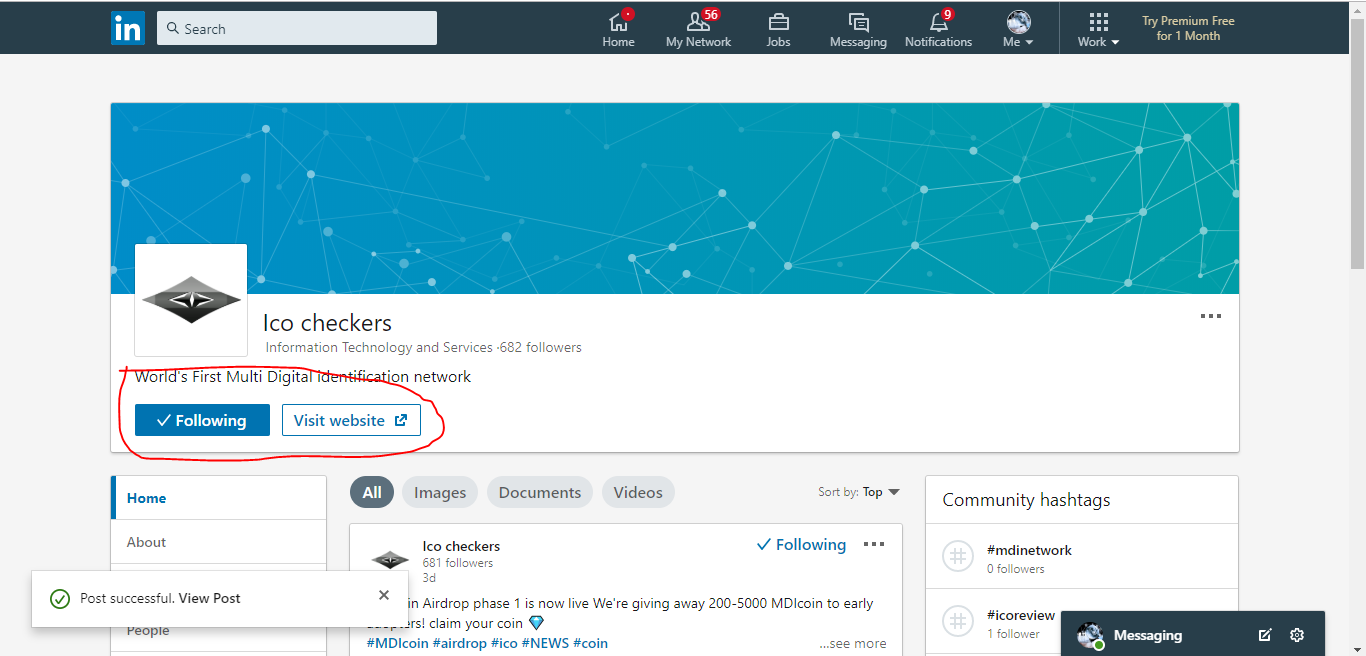 in
Search
56
9
Home
My Network
Jobs
Messaging
Notifications
Me
Work
Try Premium Free
for 1 Month
Ico checkers
Information Technology and Services ·682 followers
World's First Multi Digital Identification network
Following
Visit website
Home
About
People
All
Images
Documents
Videos
Sort by: Top
Ico checkers
681 followers
3d
Following
in Airdrop phase 1 is now live We're giving away 200-5000 MDIcoin to early
! claim your coin 💎
#MDIcoin #airdrop #ico #NEWS #coin
...see more
Community hashtags
#mdinetwork
0 followers
#icoreview
1 follower
Post successful. View Post
Messaging